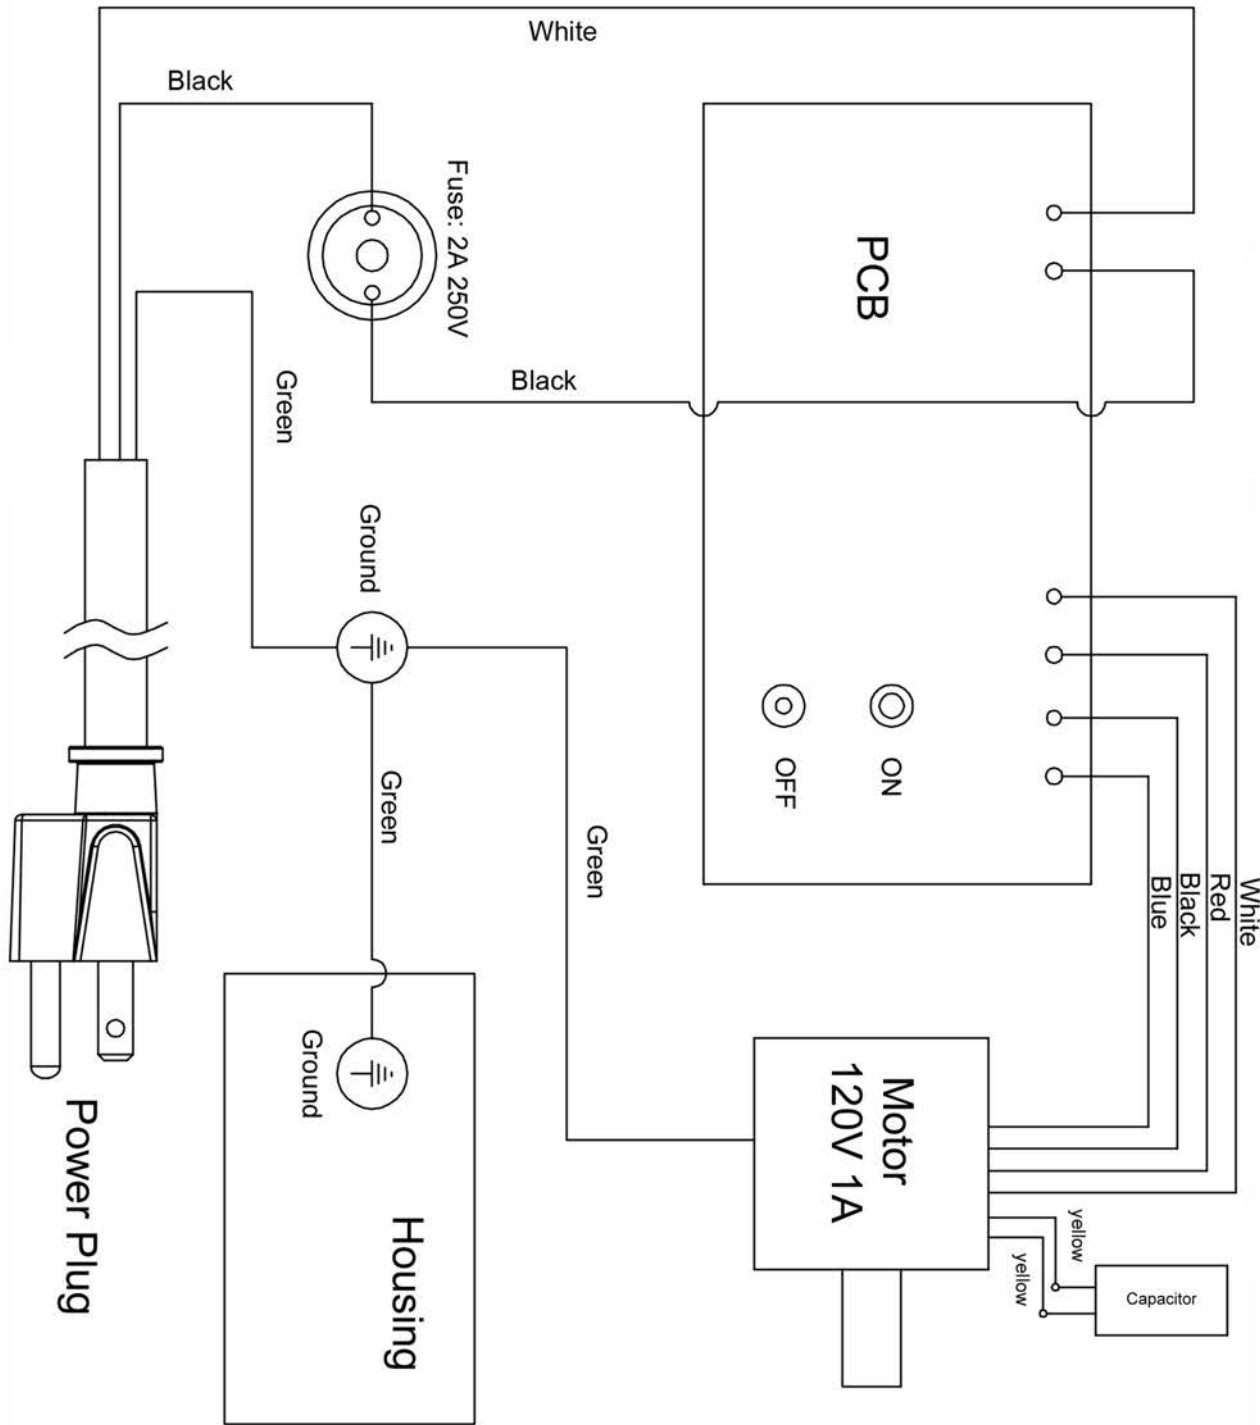 White
Black
Fuse: 2A 250V
PCB
Green
Black
Ground
OFF
ON
Green
Green
Blue
Black
Red
White
Ground
Motor
120V 1A
Power Plug
Housing
yellow
yellow
Capacitor